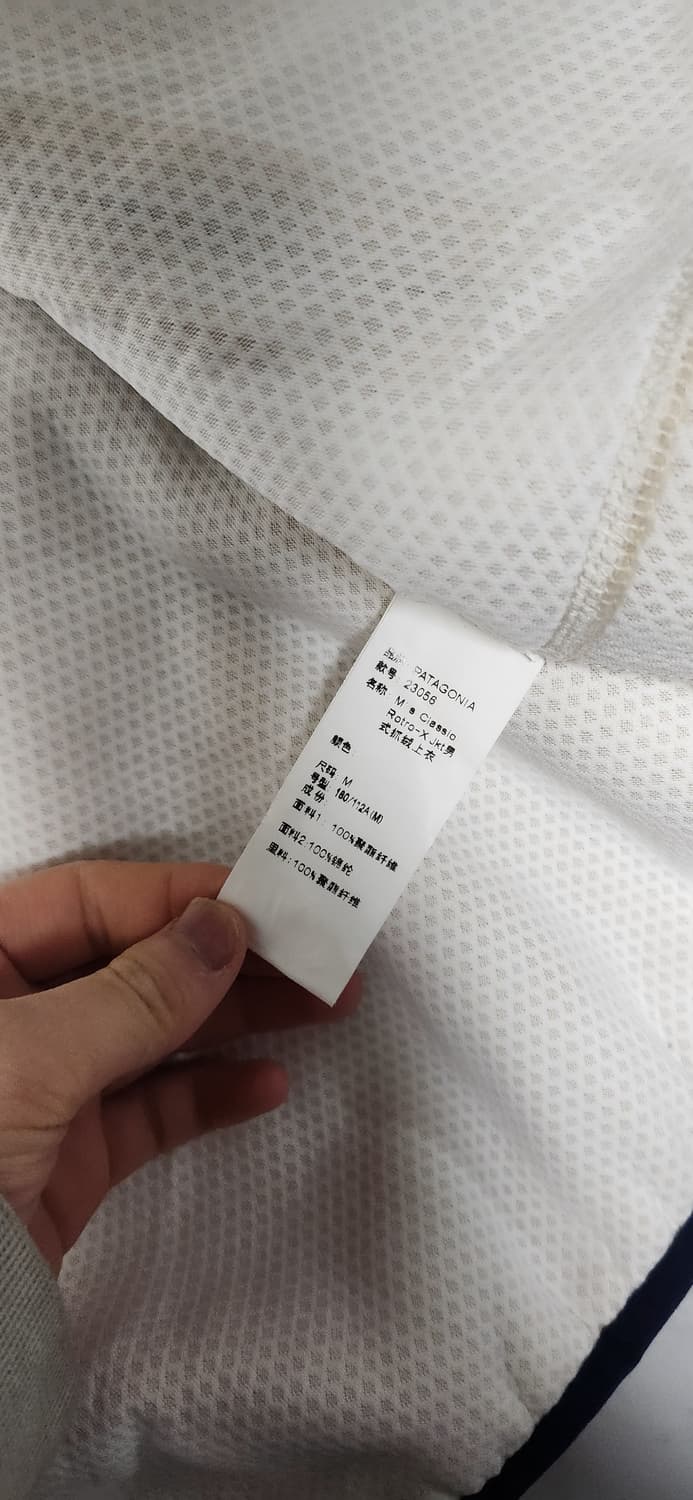 品牌: PATAGONIA
款号 23056
名称 M's Classic
Retro-X Jkt男
式抓绒上衣
颜色
尺码 M
号型 180/112A(M)
成份
面料1: 100%聚酯纤维
面料2:100%锦纶
里料:100%聚酯纤维